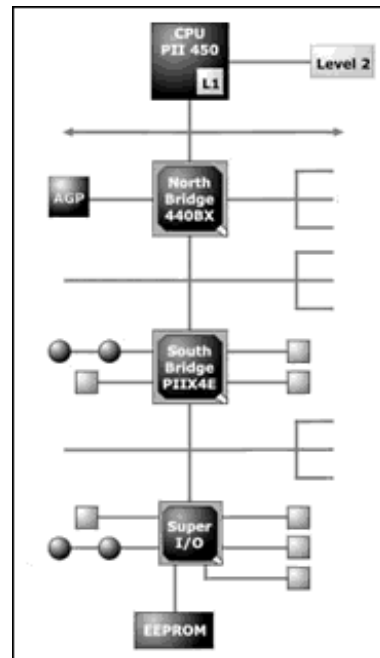 CPU
PII 450
L1
Level 2
AGP
North
Bridge
440BX
South
Bridge
PIIX4E
Super
I/O
EEPROM